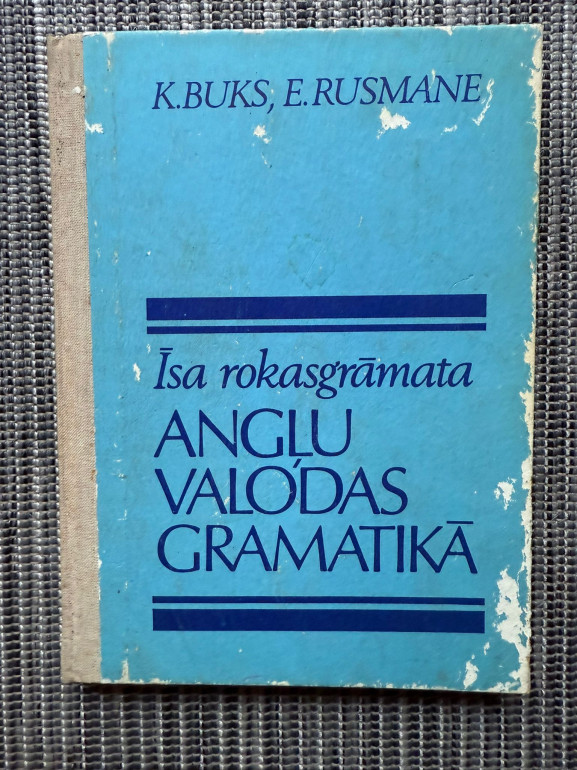 K.BUKS, E.RUSMANE
Īsa rokasgrāmata
ANGĻU
VALODAS
GRAMATIKĀ